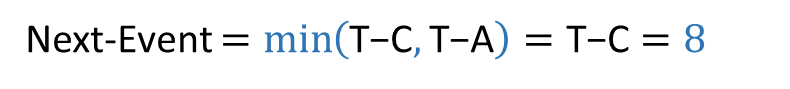 Next-Event = min(T−C, T−A) = T−C = 8